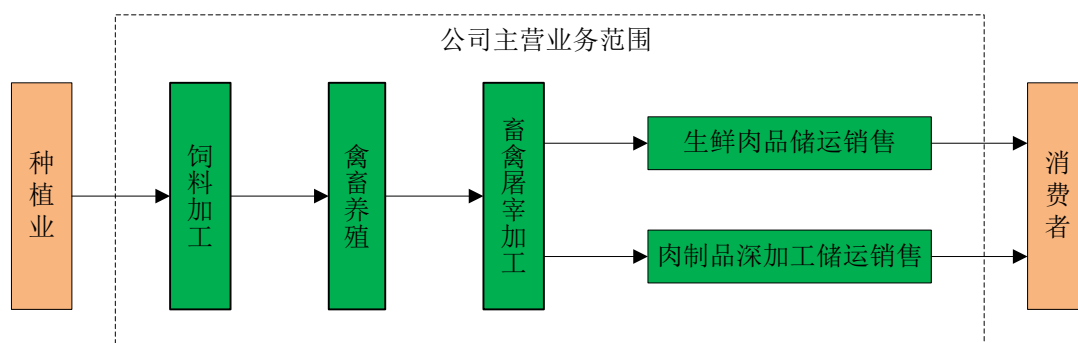 公司主营业务范围
种植业
饲料加工
禽畜养殖
畜禽屠宰加工
生鲜肉品储运销售
肉制品深加工储运销售
消费者